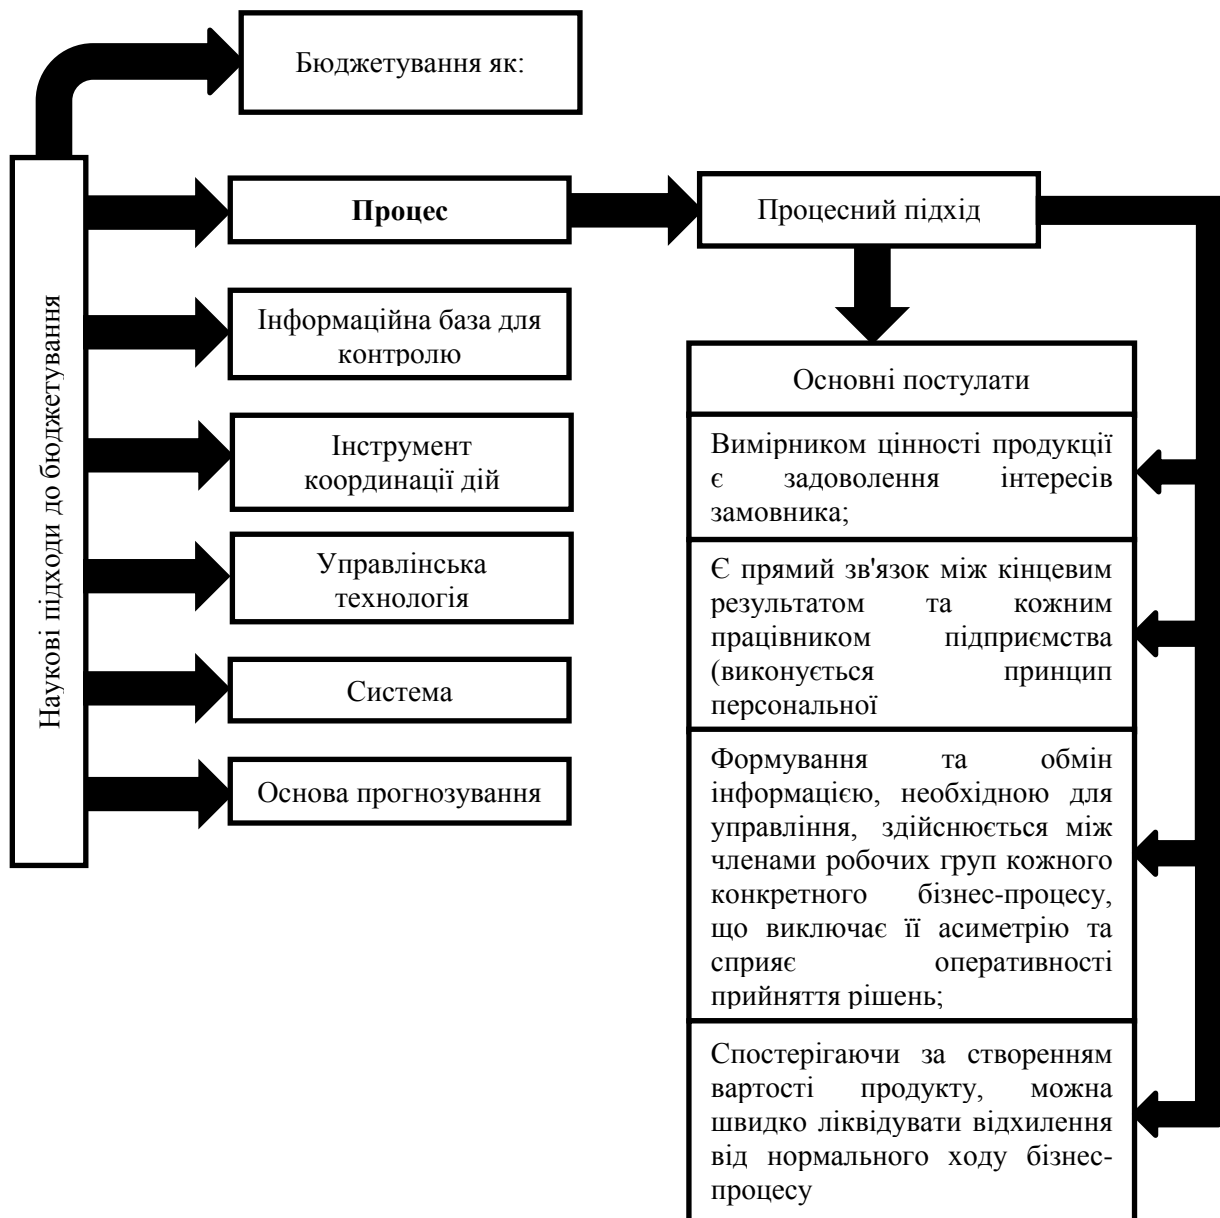 Бюджетування як:
Наукові підходи до бюджетування
Процес
Інформаційна база для
контролю
Інструмент
координації дій
Управлінська
технологія
Система
Основа прогнозування
Процесний підхід
Основні постулати
Вимірником цінності продукції
є задоволення інтересів
замовника;
Є прямий зв'язок між кінцевим
результатом та кожним
працівником підприємства
(виконується принцип
персональної
Формування та обмін
інформацією, необхідною для
управління, здійснюється між
членами робочих груп кожного
конкретного бізнес-процесу,
що виключає її асиметрію та
сприяє оперативності
прийняття рішень;
Спостерігаючи за створенням
вартості продукту, можна
швидко ліквідувати відхилення
від нормального ходу бізнес-
процесу